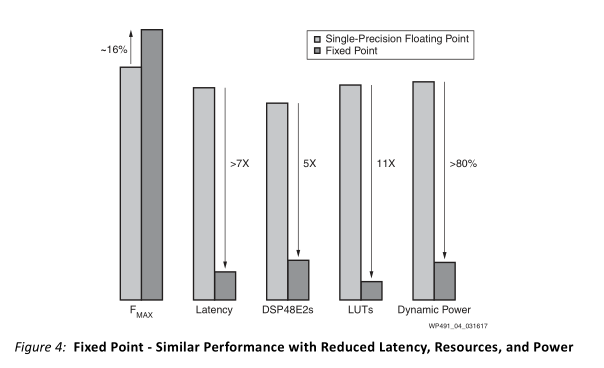 Single-Precision Floating Point
Fixed Point
~16%
>7X
5X
11X
>80%
FMAX
Latency
DSP48E2s
LUTs
Dynamic Power
WP491_04_031617
Figure 4: Fixed Point - Similar Performance with Reduced Latency, Resources, and Power